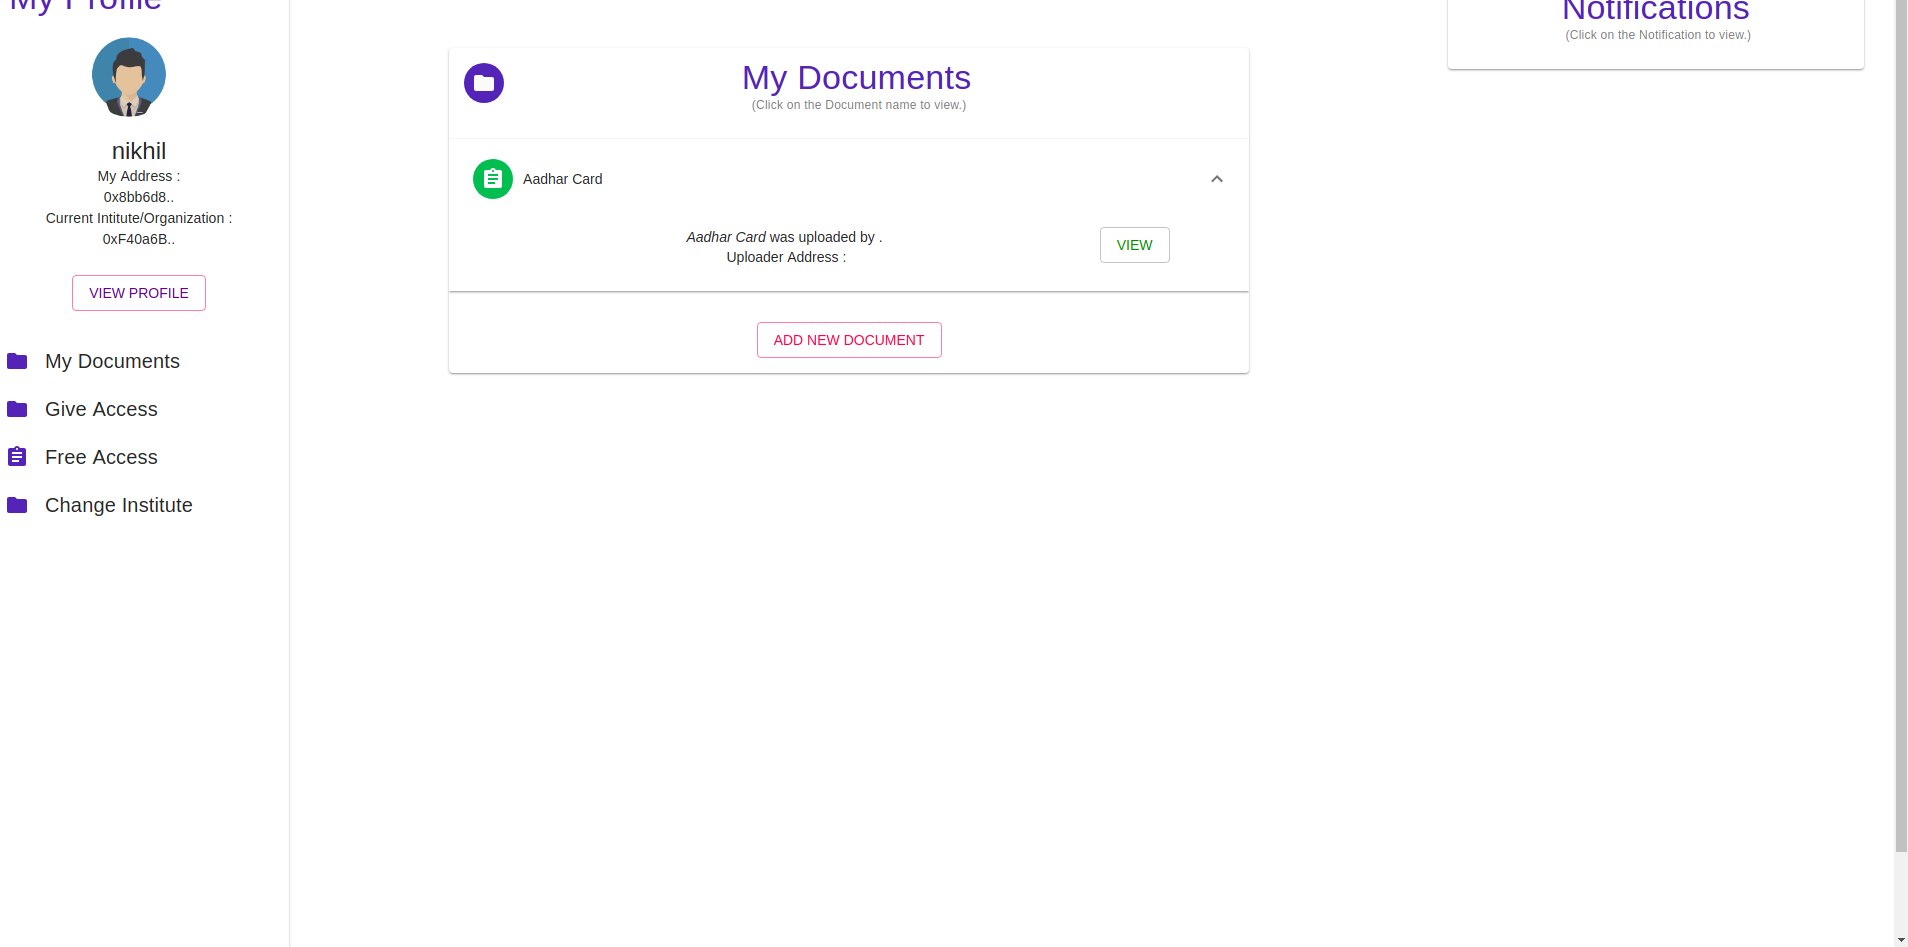 My Profile
nikhil
My Address :
0x8bb6d8..
Current Intitute/Organization :
0xF40a6B..
VIEW PROFILE
My Documents
Give Access
Free Access
Change Institute
My Documents
(Click on the Document name to view.)
Aadhar Card
Aadhar Card was uploaded by .
Uploader Address :
VIEW
ADD NEW DOCUMENT
Notifications
(Click on the Notification to view.)